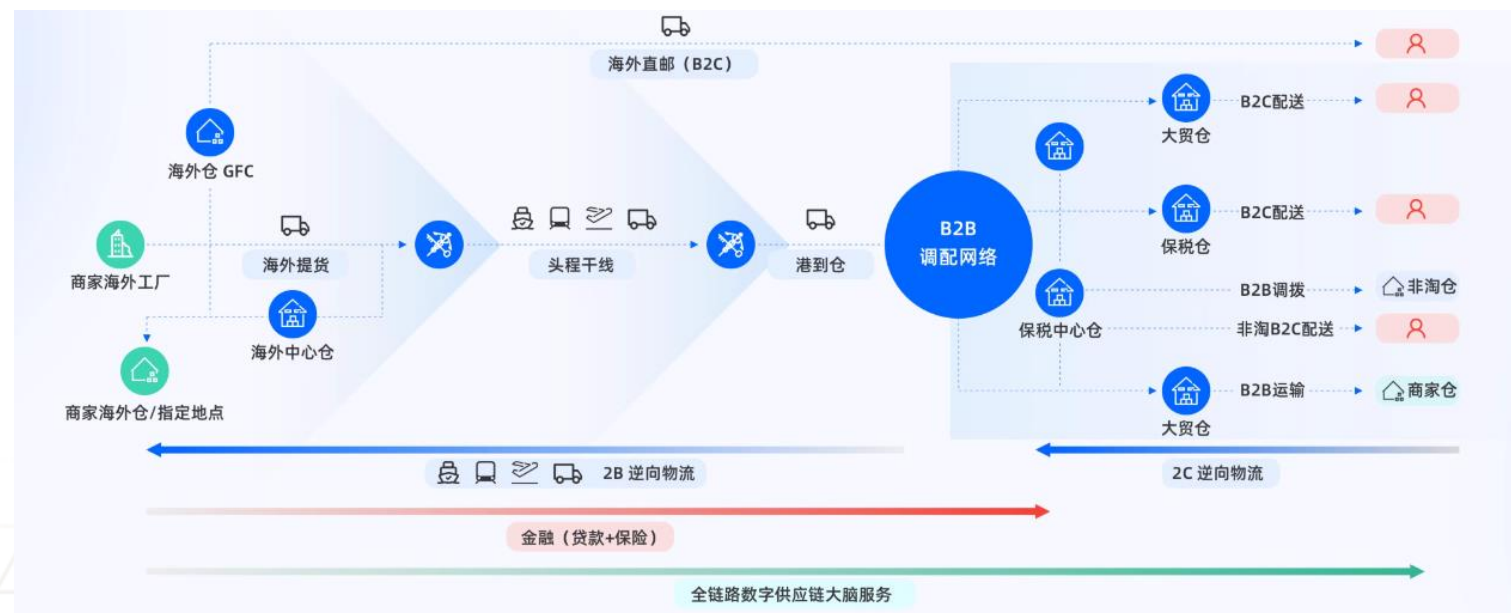 海外直邮（B2C）
海外仓 GFC
商家海外工厂
海外提货
海外中心仓
商家海外仓/指定地点
头程干线
港到仓
B2B
调配网络
保税中心仓
大贸仓
B2C配送
保税仓
B2C配送
B2B调拨
非淘仓
非淘B2C配送
大贸仓
B2B运输
商家仓
2B 逆向物流
2C 逆向物流
金融（贷款+保险）
全链路数字供应链大脑服务